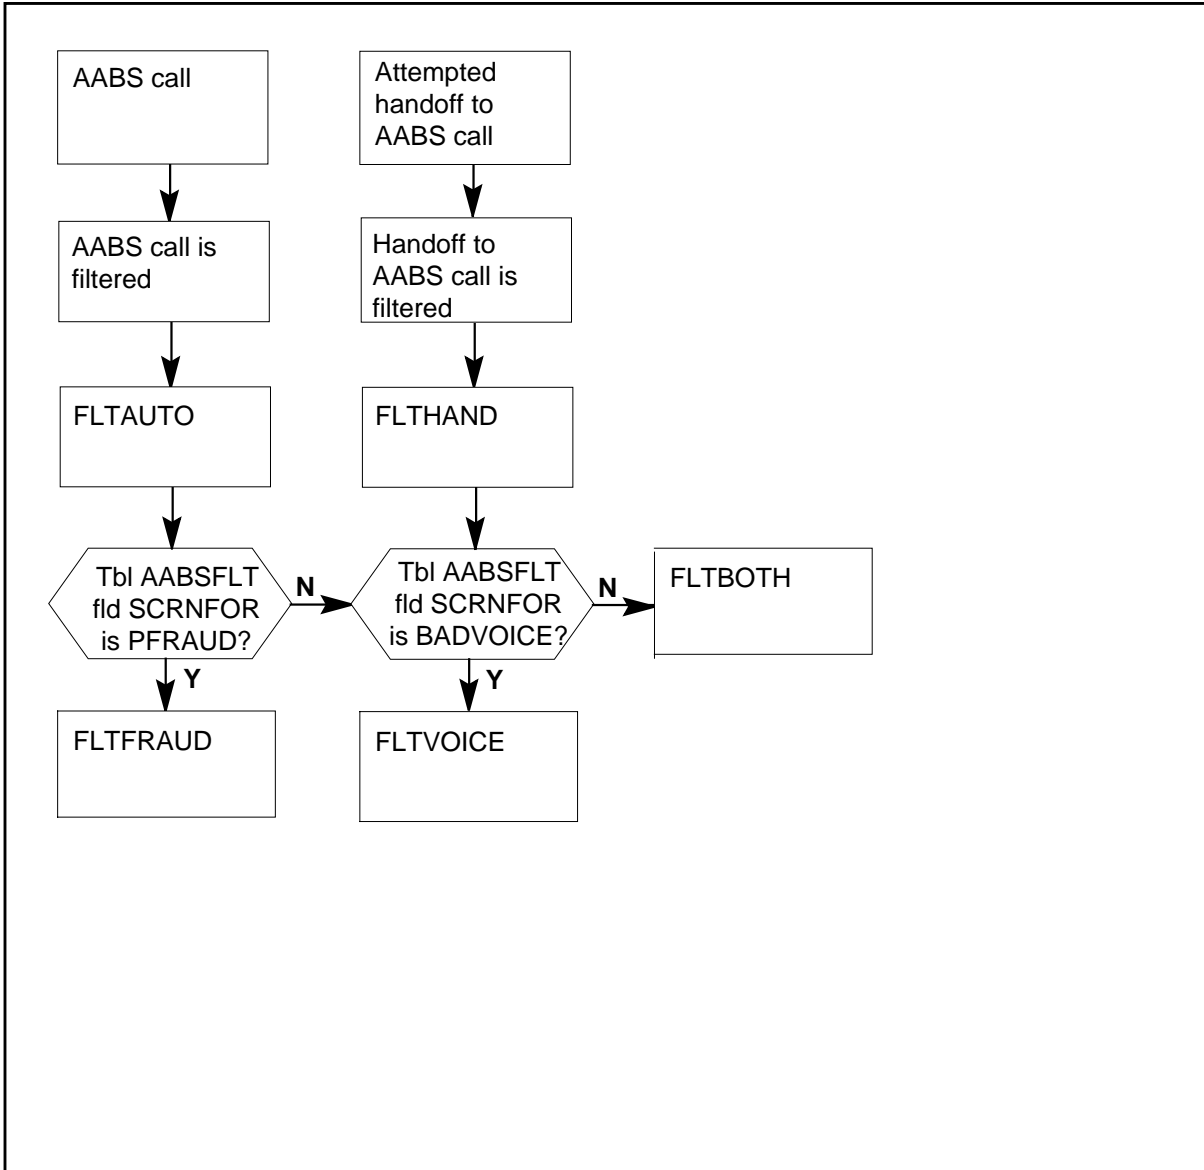 AABS call
Attempted
handoff to
AABS call
AABS call is
filtered
Handoff to
AABS call is
filtered
FLTAUTO
FLTHAND
Tbl AABSFLT
fld SCRNFOR
is PFRAUD?
N
Tbl AABSFLT
fld SCRNFOR
is BADVOICE?
N
FLTBOTH
Y
Y
FLTFRAUD
FLTVOICE